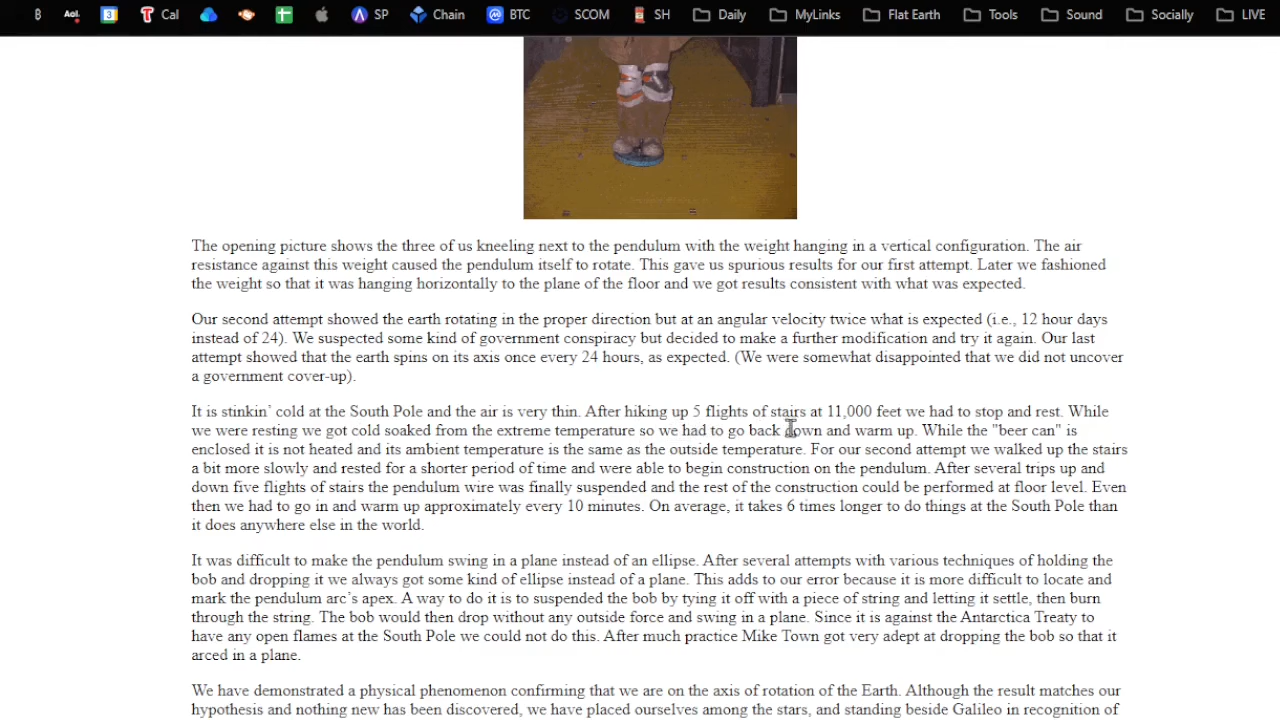 Aol. 3 Cal SP Chain BTC SCOM SH Daily MyLinks Flat Earth Tools Sound Socially LIVE
The opening picture shows the three of us kneeling next to the pendulum with the weight hanging in a vertical configuration. The air
resistance against this weight caused the pendulum itself to rotate. This gave us spurious results for our first attempt. Later we fashioned
the weight so that it was hanging horizontally to the plane of the floor and we got results consistent with what was expected.
Our second attempt showed the earth rotating in the proper direction but at an angular velocity twice what is expected (i.e., 12 hour days
instead of 24). We suspected some kind of government conspiracy but decided to make a further modification and try it again. Our last
attempt showed that the earth spins on its axis once every 24 hours, as expected. (We were somewhat disappointed that we did not uncover
a government cover-up).
It is stinkin’ cold at the South Pole and the air is very thin. After hiking up 5 flights of stairs at 11,000 feet we had to stop and rest. While
we were resting we got cold soaked from the extreme temperature so we had to go back down and warm up. While the "beer can" is
enclosed it is not heated and its ambient temperature is the same as the outside temperature. For our second attempt we walked up the stairs
a bit more slowly and rested for a shorter period of time and were able to begin construction on the pendulum. After several trips up and
down five flights of stairs the pendulum wire was finally suspended and the rest of the construction could be performed at floor level. Even
then we had to go in and warm up approximately every 10 minutes. On average, it takes 6 times longer to do things at the South Pole than
it does anywhere else in the world.
It was difficult to make the pendulum swing in a plane instead of an ellipse. After several attempts with various techniques of holding the
bob and dropping it we always got some kind of ellipse instead of a plane. This adds to our error because it is more difficult to locate and
mark the pendulum arc’s apex. A way to do it is to suspended the bob by tying it off with a piece of string and letting it settle, then burn
through the string. The bob would then drop without any outside force and swing in a plane. Since it is against the Antarctica Treaty to
have any open flames at the South Pole we could not do this. After much practice Mike Town got very adept at dropping the bob so that it
arced in a plane.
We have demonstrated a physical phenomenon confirming that we are on the axis of rotation of the Earth. Although the result matches our
hypothesis and nothing new has been discovered, we have placed ourselves among the stars, and standing beside Galileo in recognition of